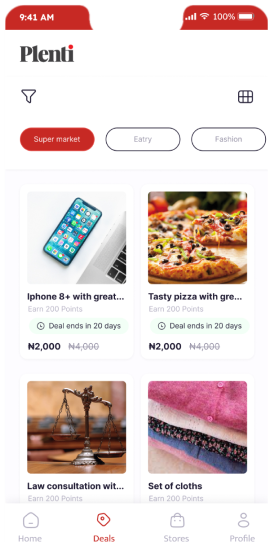 9:41 AM
100%
Plenti
Super market
Eatry
Fashion
Iphone 8+ with great...
Earn 200 Points
Deal ends in 20 days
₦2,000 ₦4,000
Tasty pizza with gre...
Earn 200 Points
Deal ends in 20 days
₦2,000 ₦4,000
Law consultation wit...
Earn 200 Points
Set of cloths
Earn 200 Points
Home
Deals
Stores
Profile